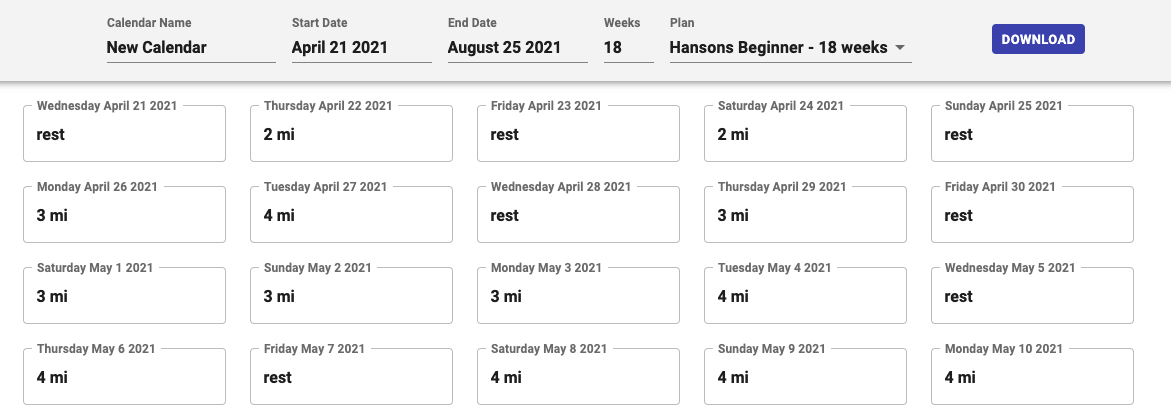 Calendar Name Start Date End Date Weeks Plan
New Calendar April 21 2021 August 25 2021 18 Hansons Beginner - 18 weeks DOWNLOAD
Wednesday April 21 2021 Thursday April 22 2021 Friday April 23 2021 Saturday April 24 2021 Sunday April 25 2021
rest 2 mi rest 2 mi rest
Monday April 26 2021 Tuesday April 27 2021 Wednesday April 28 2021 Thursday April 29 2021 Friday April 30 2021
3 mi 4 mi rest 3 mi rest
Saturday May 1 2021 Sunday May 2 2021 Monday May 3 2021 Tuesday May 4 2021 Wednesday May 5 2021
3 mi 3 mi 3 mi 4 mi rest
Thursday May 6 2021 Friday May 7 2021 Saturday May 8 2021 Sunday May 9 2021 Monday May 10 2021
4 mi rest 4 mi 4 mi 4 mi